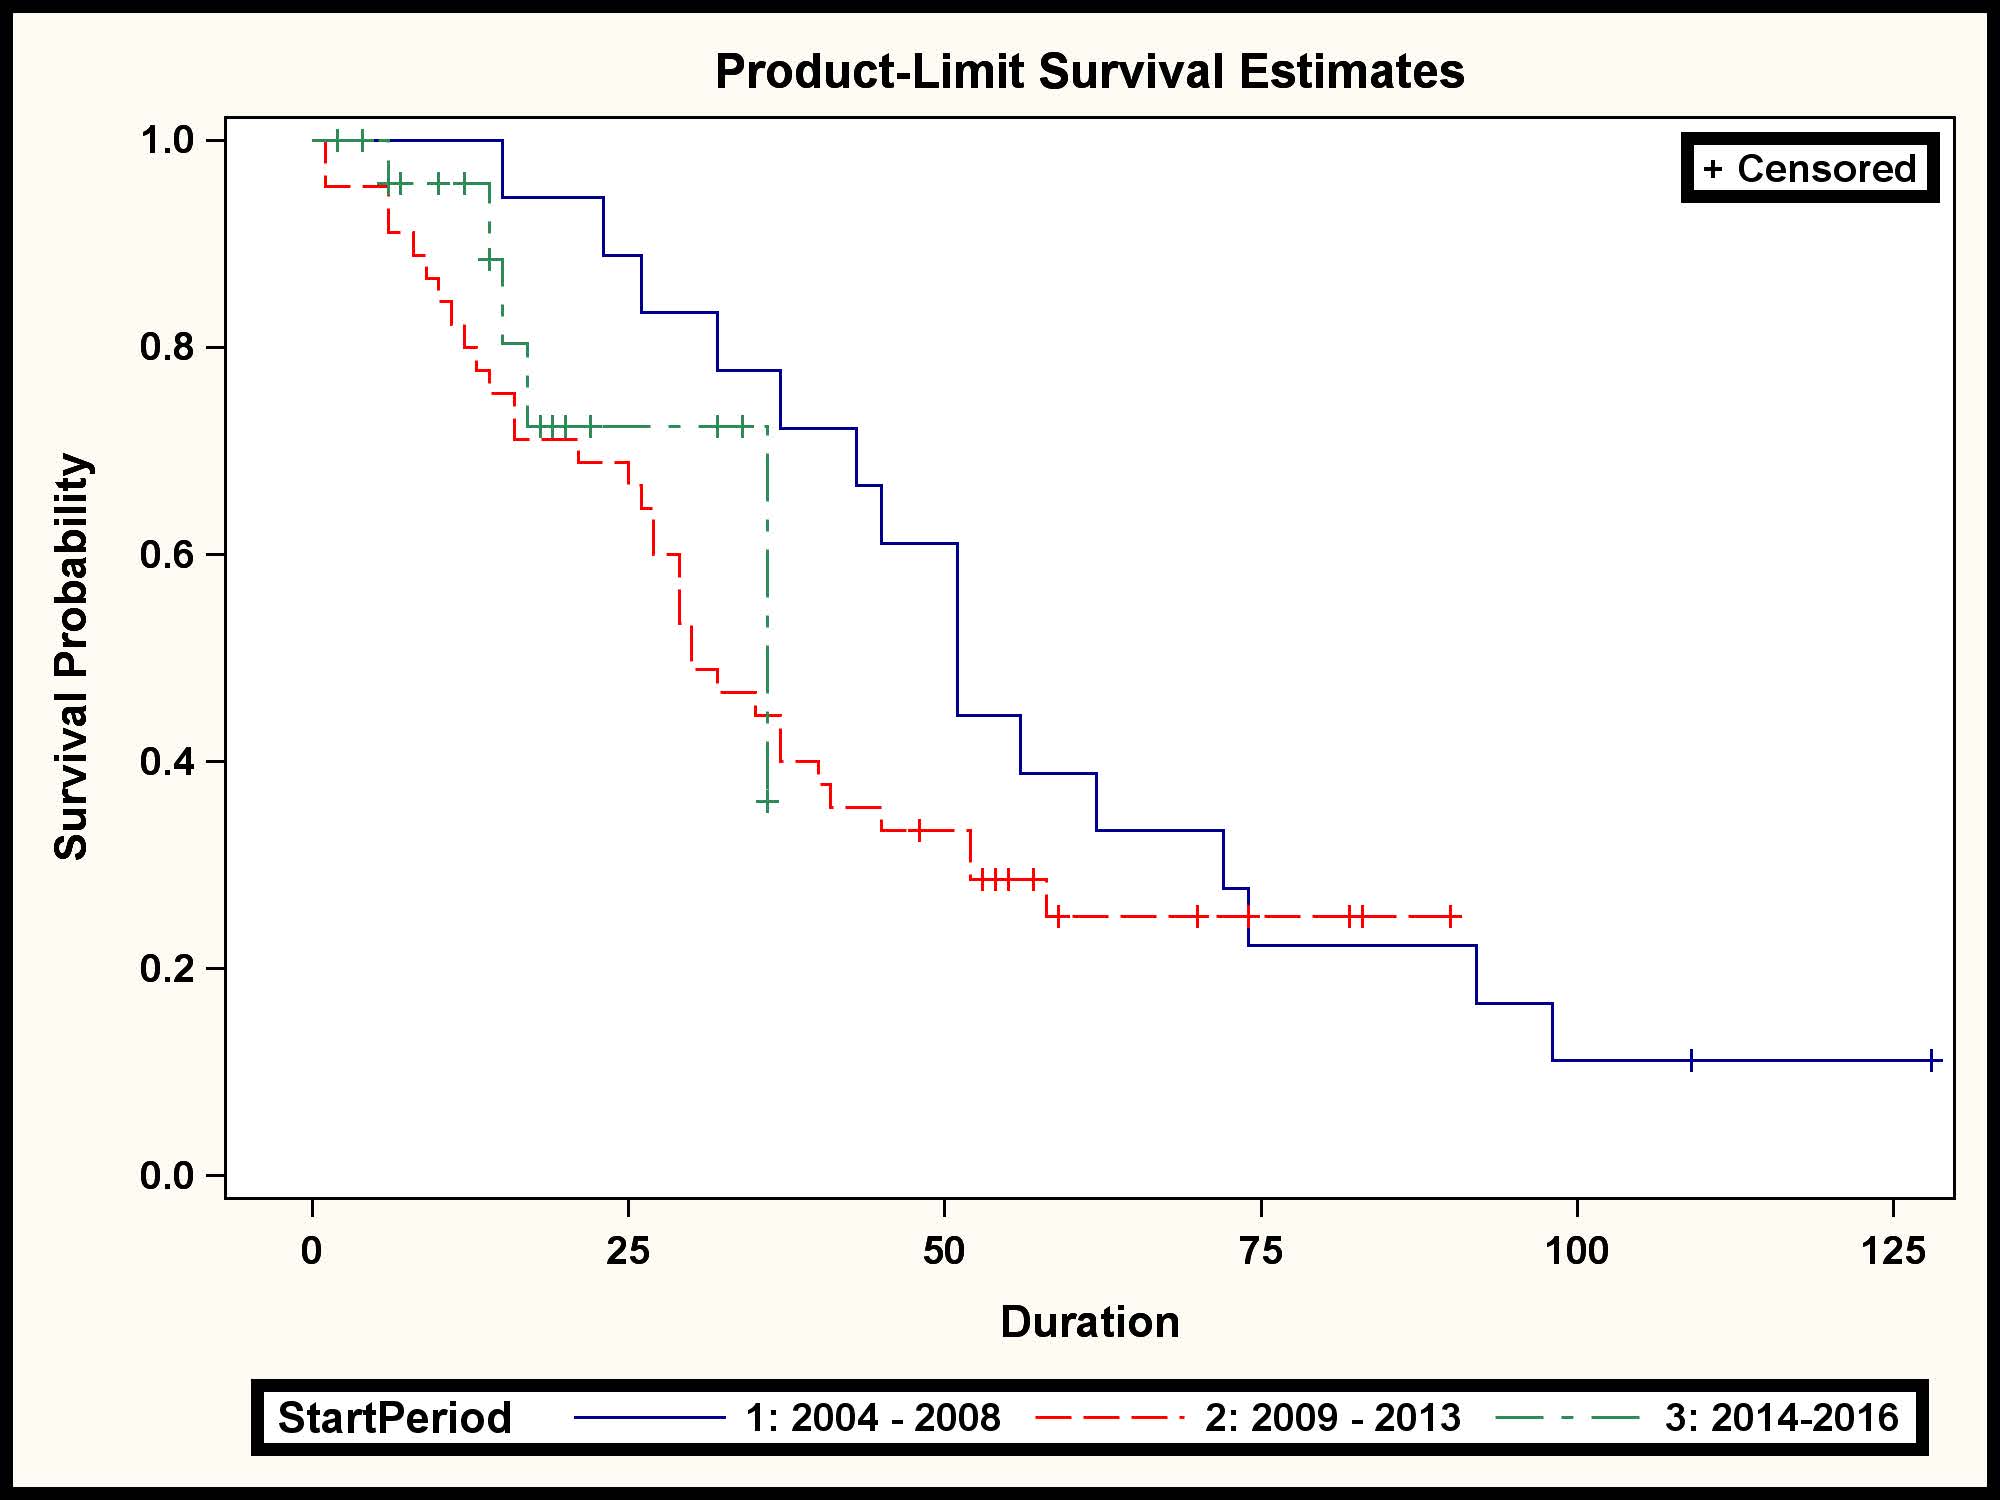 Product-Limit Survival Estimates
+ Censored
1.0
0.8
0.6
0.4
0.2
0.0
Survival Probability
0 25 50 75 100 125
Duration
StartPeriod 1: 2004 - 2008 2: 2009 - 2013 3: 2014-2016